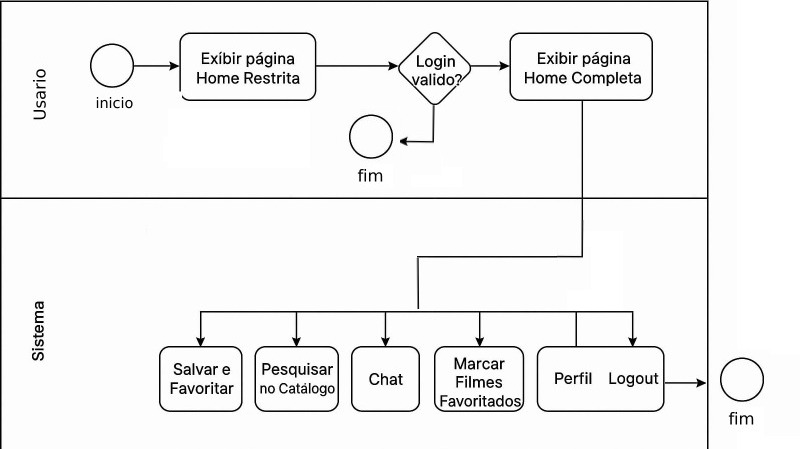 Usario
inicio
Exíbir página
Home Restrita
Login
valido?
Exibir página
Home Completa
fim
Sistema
Salvar e
Favoritar
Pesquisar
no Catálogo
Chat
Marcar
Filmes
Favoritados
Perfil
Logout
fim